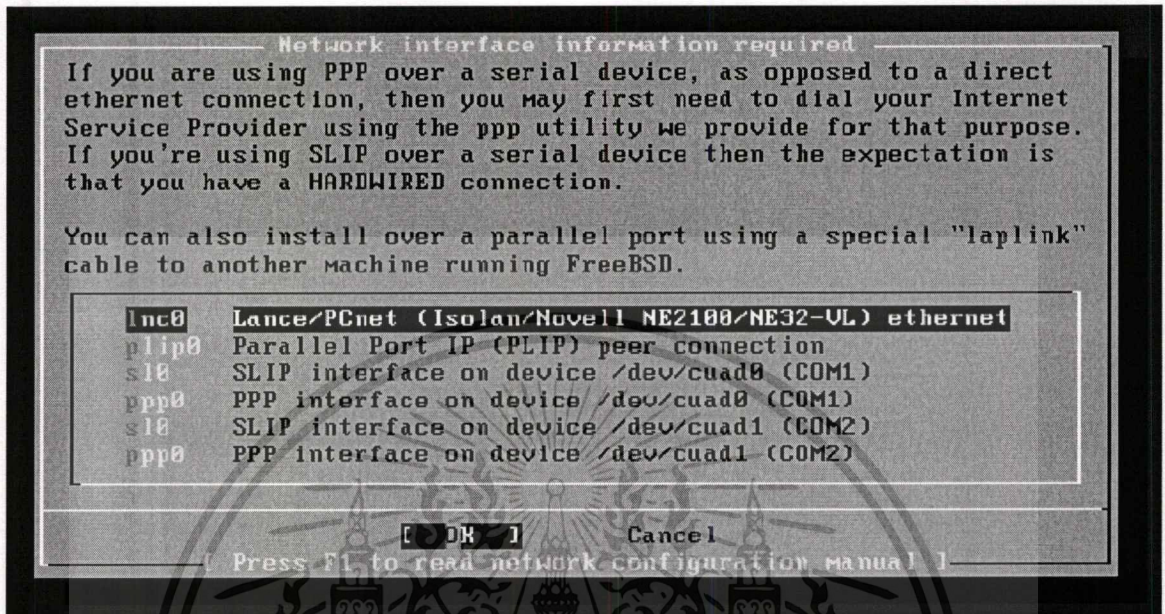 Network interface information required
If you are using PPP over a serial device, as opposed to a direct
ethernet connection, then you may first need to dial your Internet
Service Provider using the ppp utility we provide for that purpose.
If you're using SLIP over a serial device then the expectation is
that you have a HARDWIRED connection.
You can also install over a parallel port using a special "laplink"
cable to another machine running FreeBSD.
lnc0 Lance/PCnet (Isolan/Novell NE2100/NE32-VL) ethernet
plip0 Parallel Port IP (PLIP) peer connection
sl0 SLIP interface on device /dev/cuad0 (COM1)
ppp0 PPP interface on device /dev/cuad0 (COM1)
sl0 SLIP interface on device /dev/cuad1 (COM2)
ppp0 PPP interface on device /dev/cuad1 (COM2)
[ OK ] Cancel
[ Press F1 to read network configuration manual ]